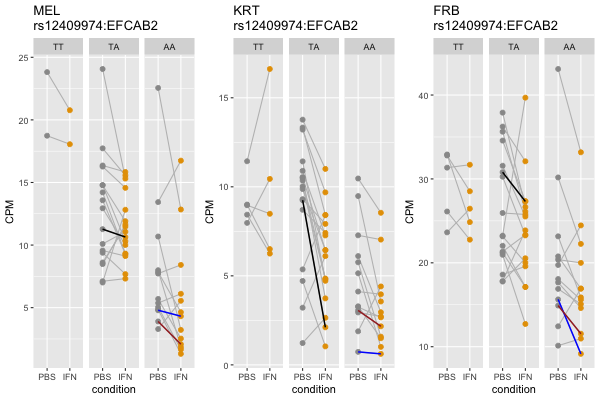 MEL
rs12409974:EFCAB2
TT TA AA
25
20
15
10
5
CPM
PBS IFN PBS IFN PBS IFN
condition
KRT
rs12409974:EFCAB2
TT TA AA
15
10
5
0
CPM
PBS IFN PBS IFN PBS IFN
condition
FRB
rs12409974:EFCAB2
TT TA AA
40
30
20
10
CPM
PBS IFN PBS IFN PBS IFN
condition